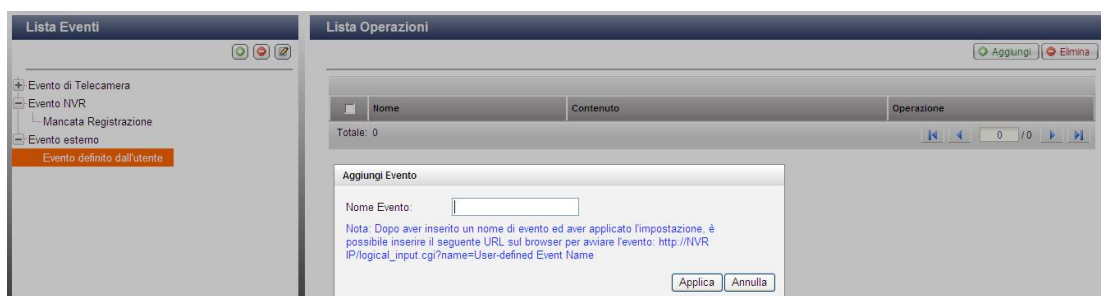 Lista Eventi
Evento di Telecamera
Evento NVR
Mancata Registrazione
Evento esterno
Evento definito dall'utente
Lista Operazioni
Aggiungi Elimina
Nome Contenuto Operazione
Totale: 0 0 /0
Aggiungi Evento
Nome Evento:
Nota: Dopo aver inserito un nome di evento ed aver applicato l'impostazione, è
possibile inserire il seguente URL sul browser per avviare l'evento: http://NVR
IP/logical_input.cgi?name=User-defined Event Name
Applica Annulla